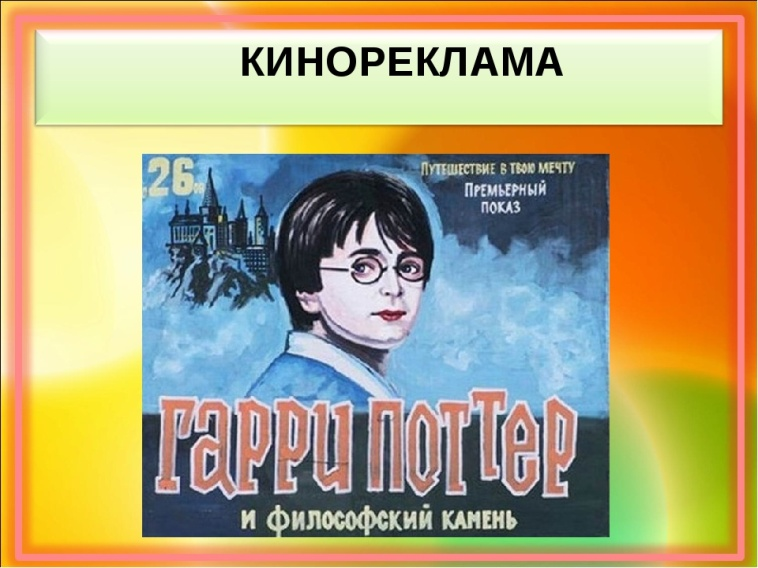 КИНОРЕКЛАМА
26
ПУТЕШЕСТВИЕ В ТВОЮ МЕЧТУ
ПРЕМЬЕРНЫЙ
ПОКАЗ
ГАРРИ ПОТТЕР
И ФИЛОСОФСКИЙ КАМЕНЬ